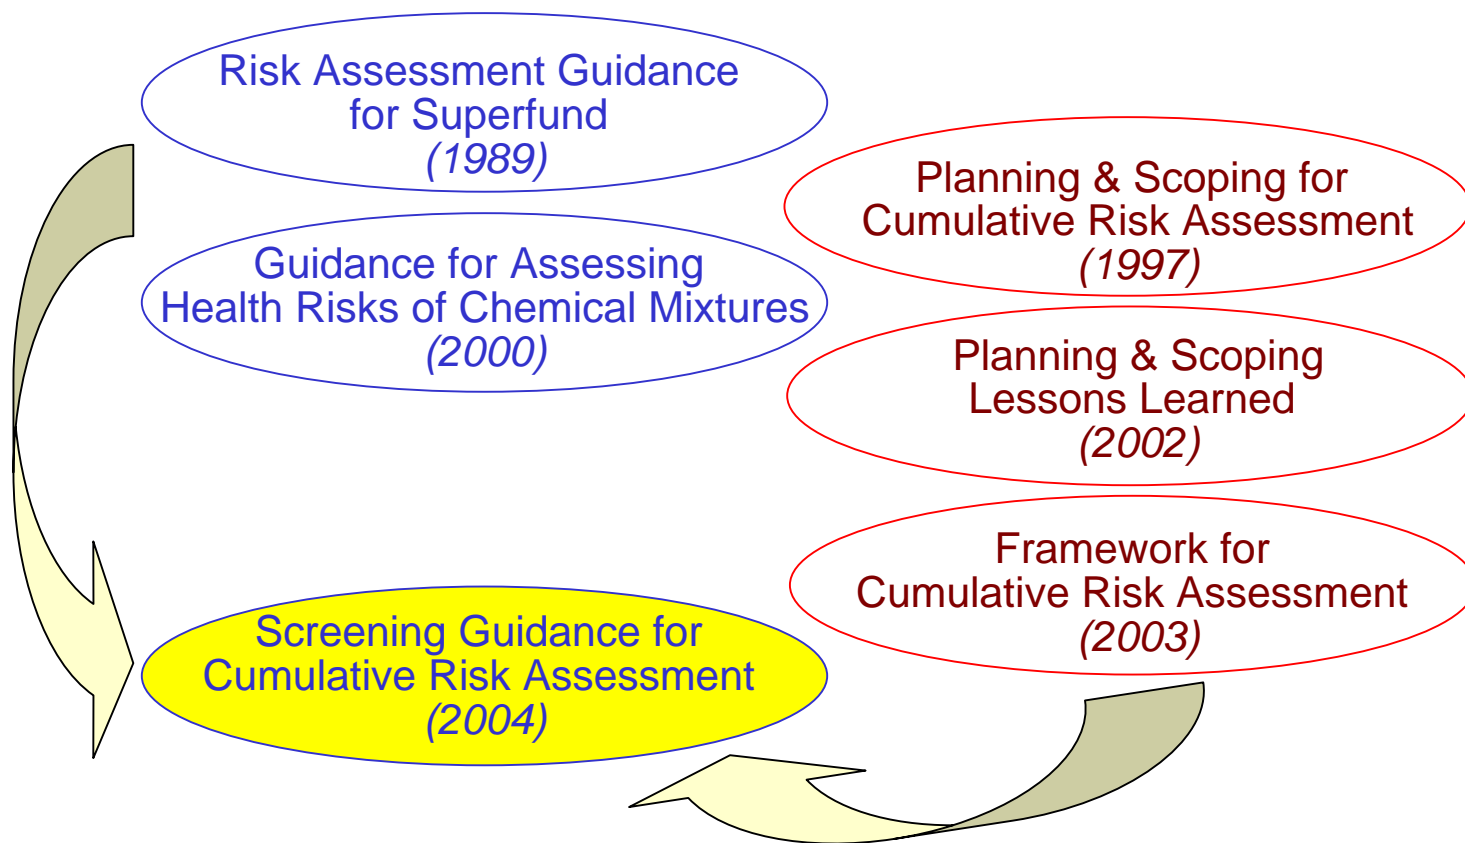 Risk Assessment Guidance
for Superfund
(1989)
Guidance for Assessing
Health Risks of Chemical Mixtures
(2000)
Screening Guidance for
Cumulative Risk Assessment
(2004)
Planning & Scoping for
Cumulative Risk Assessment
(1997)
Planning & Scoping
Lessons Learned
(2002)
Framework for
Cumulative Risk Assessment
(2003)